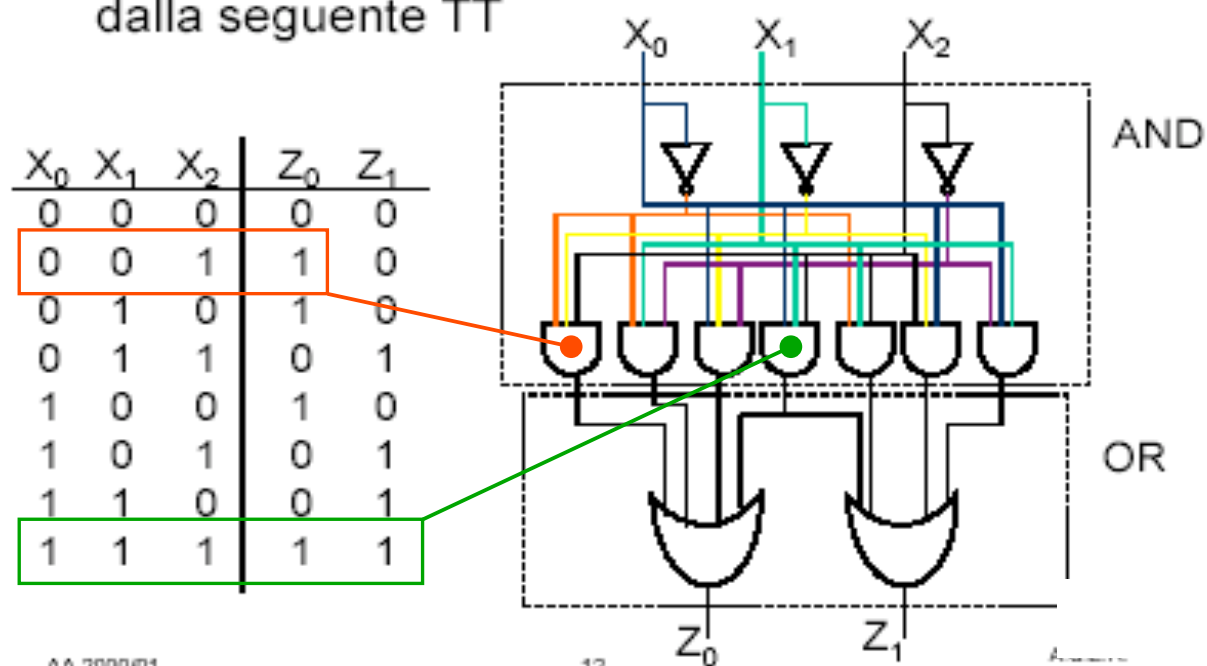 dalla seguente TT
X₀ X₁ X₂ Z₀ Z₁
0 0 0 0 0
0 0 1 1 0
0 1 0 1 0
0 1 1 0 1
1 0 0 1 0
1 0 1 0 1
1 1 0 0 1
1 1 1 1 1
X₀ X₁ X₂
AND
OR
Z₀ Z₁